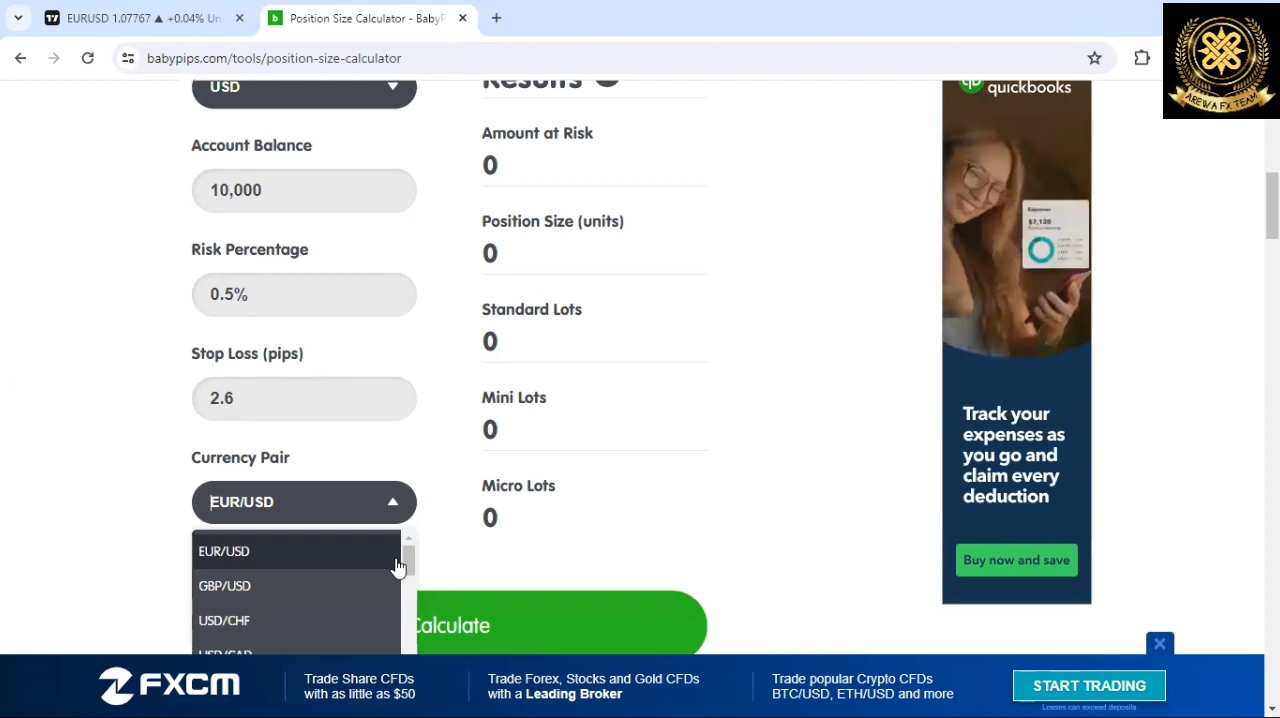 EURUSD 1.07767 ▲ +0.04% Un
Position Size Calculator - BabyP
babypips.com/tools/position-size-calculator
AREWA FX TEAM
USD
Results
quickbooks
Account Balance
10,000
Amount at Risk
0
Position Size (units)
0
Risk Percentage
0.5%
Standard Lots
0
Stop Loss (pips)
2.6
Mini Lots
0
Currency Pair
EUR/USD
Micro Lots
0
EUR/USD
GBP/USD
USD/CHF
USD/CAD
Calculate
Expenses
$7,120
Track your
expenses as
you go and
claim every
deduction
Buy now and save
FXCM
Trade Share CFDs
with as little as $50
Trade Forex, Stocks and Gold CFDs
with a Leading Broker
Trade popular Crypto CFDs
BTC/USD, ETH/USD and more
START TRADING
Losses can exceed deposits